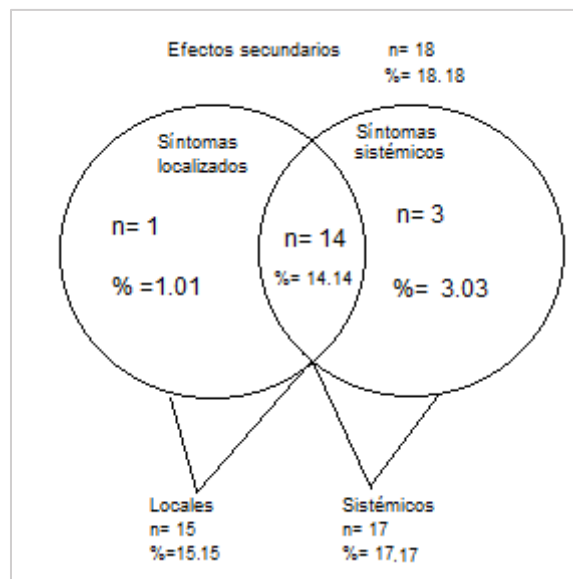 Efectos secundarios n= 18
%= 18.18
Síntomas
localizados
Síntomas
sistémicos
n= 1
n= 14
n= 3
% =1.01
%= 14.14
%= 3.03
Locales
n= 15
%=15.15
Sistémicos
n= 17
%= 17.17